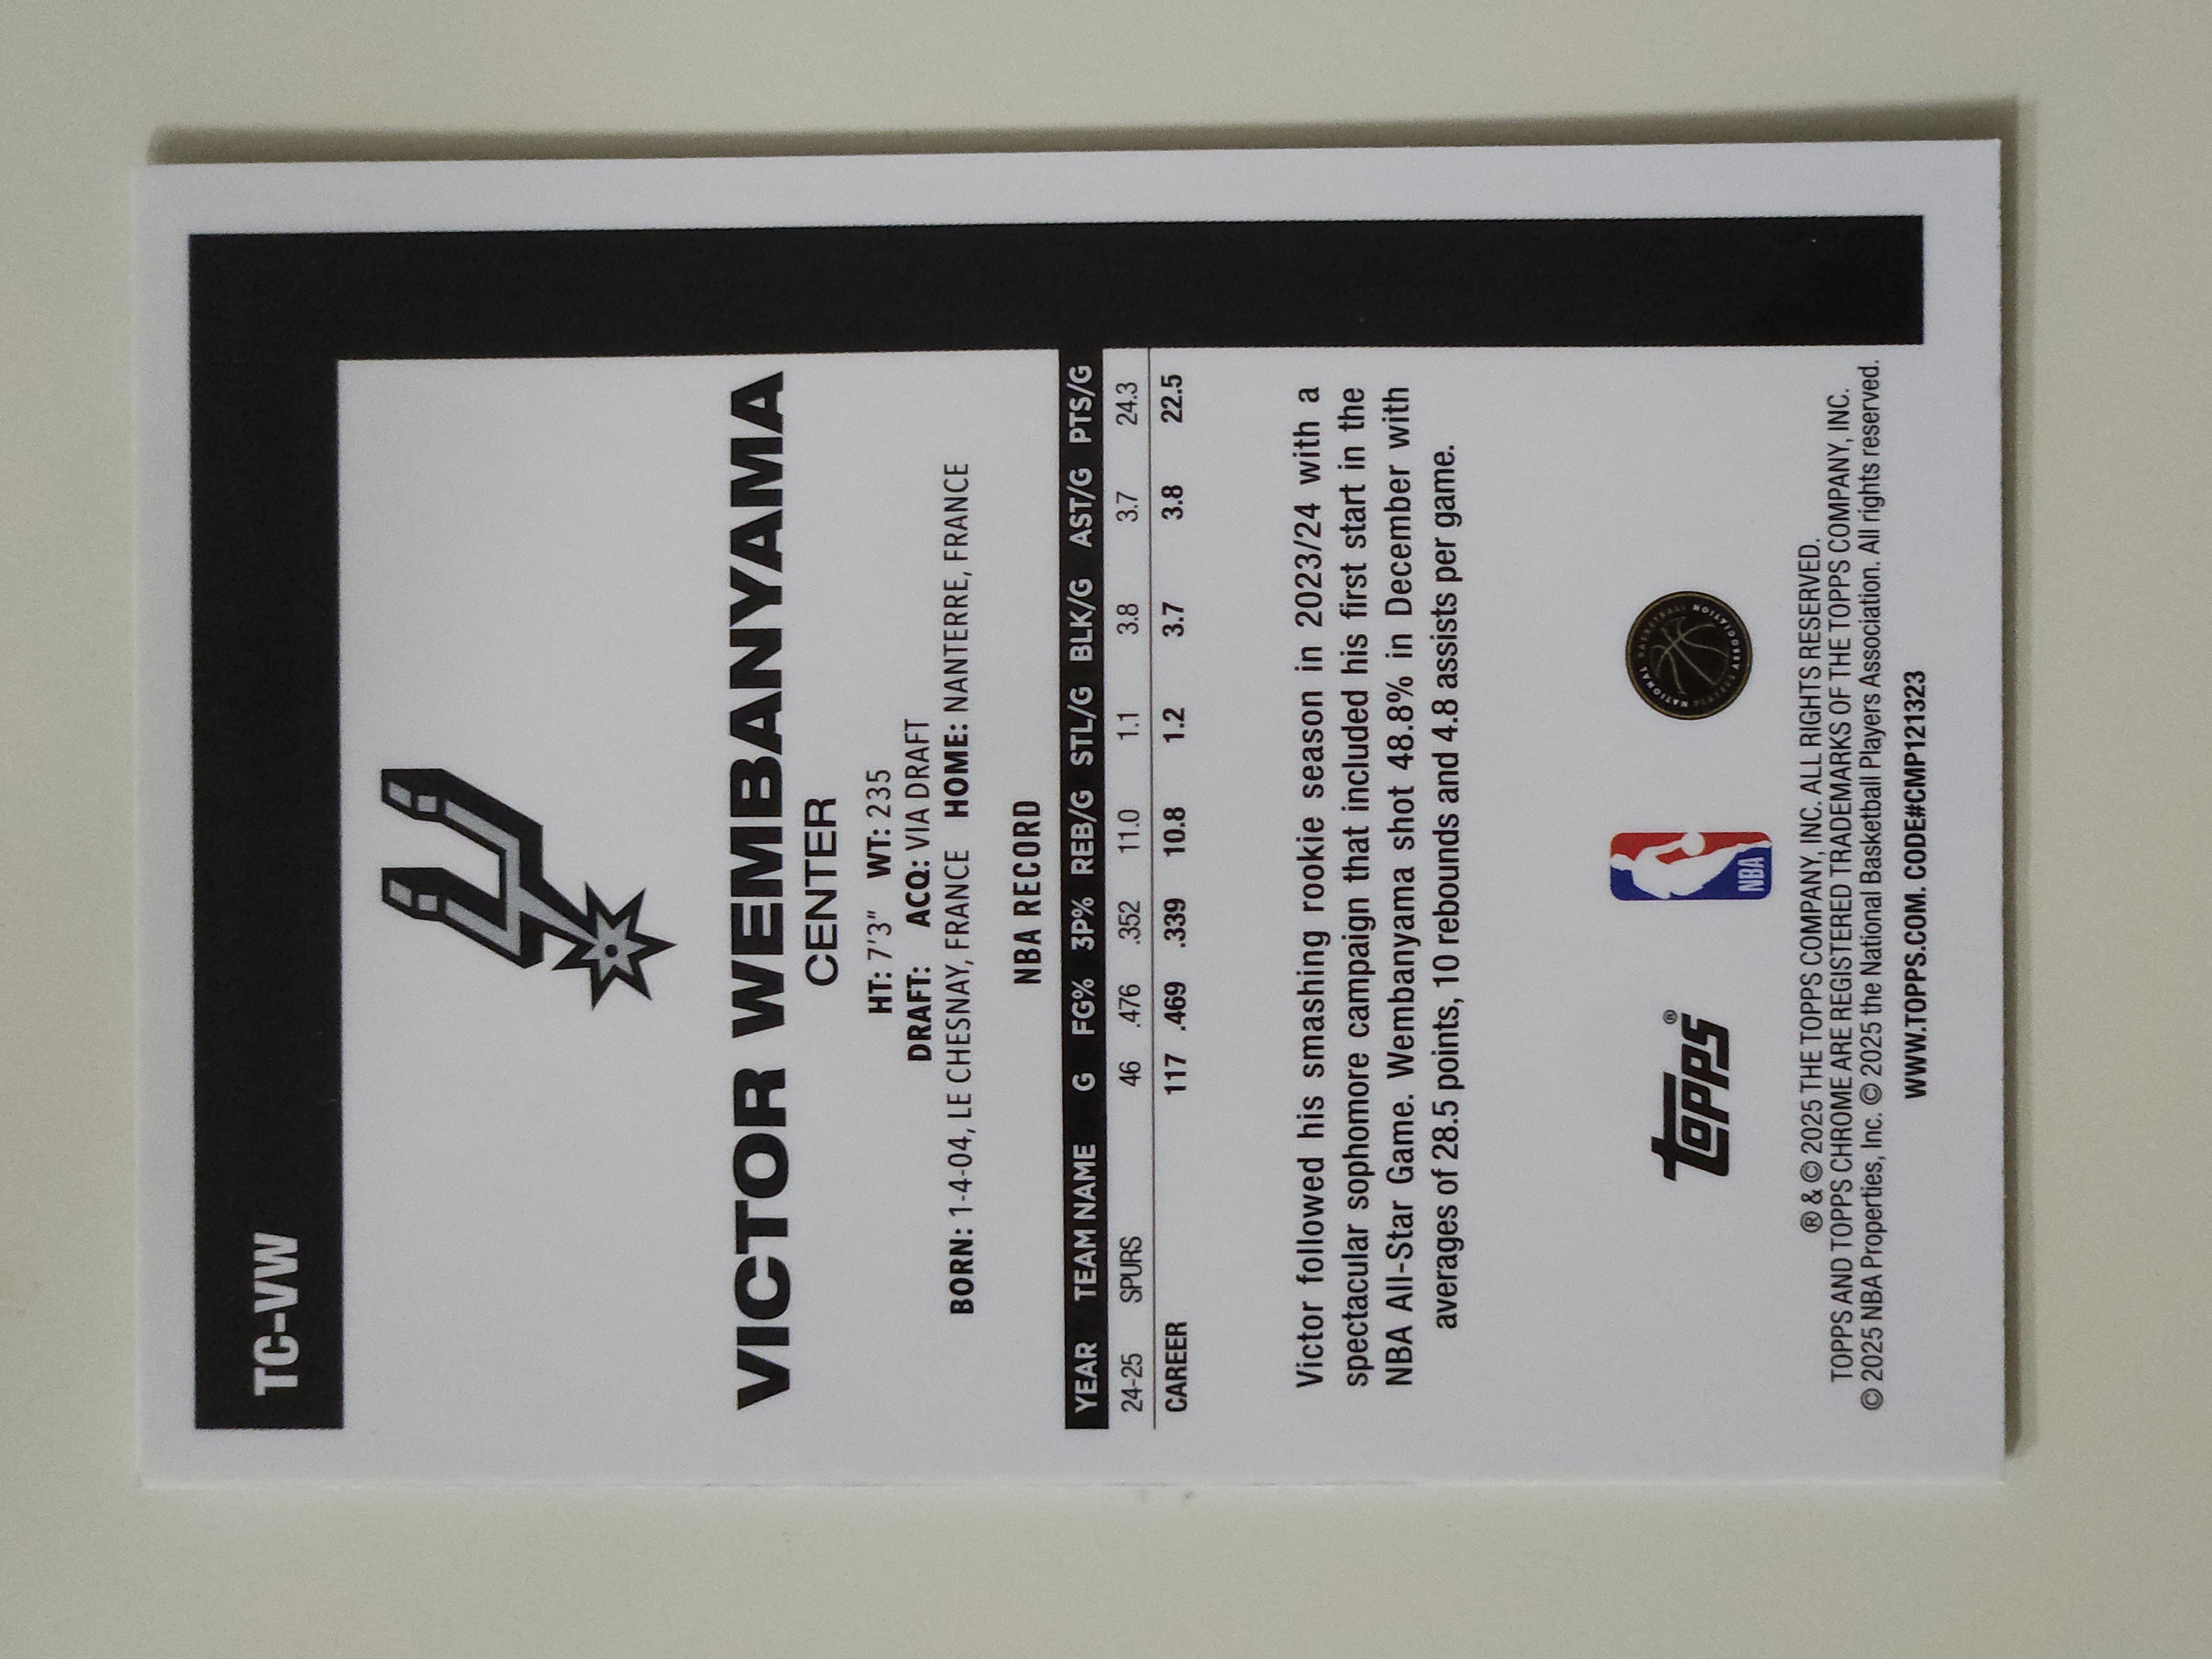 TC-VW
VICTOR WEMBANYAMA
CENTER
HT: 7'3" WT: 235
DRAFT: ACQ: VIA DRAFT
BORN: 1-4-04, LE CHESNAY, FRANCE HOME: NANTERRE, FRANCE
NBA RECORD
YEAR TEAM NAME G FG% 3P% REB/G STL/G BLK/G AST/G PTS/G
24-25 SPURS 46 .476 .352 11.0 1.1 3.8 3.7 24.3
CAREER 117 .469 .339 10.8 1.2 3.7 3.8 22.5
Victor followed his smashing rookie season in 2023/24 with a
spectacular sophomore campaign that included his first start in the
NBA All-Star Game. Wembanyama shot 48.8% in December with
averages of 28.5 points, 10 rebounds and 4.8 assists per game.
topps®
NBA
NATIONAL BASKETBALL PLAYERS ASSOCIATION
® & © 2025 THE TOPPS COMPANY, INC. ALL RIGHTS RESERVED.
TOPPS AND TOPPS CHROME ARE REGISTERED TRADEMARKS OF THE TOPPS COMPANY, INC.
© 2025 NBA Properties, Inc. © 2025 the National Basketball Players Association. All rights reserved.
WWW.TOPPS.COM. CODE#CMP121323